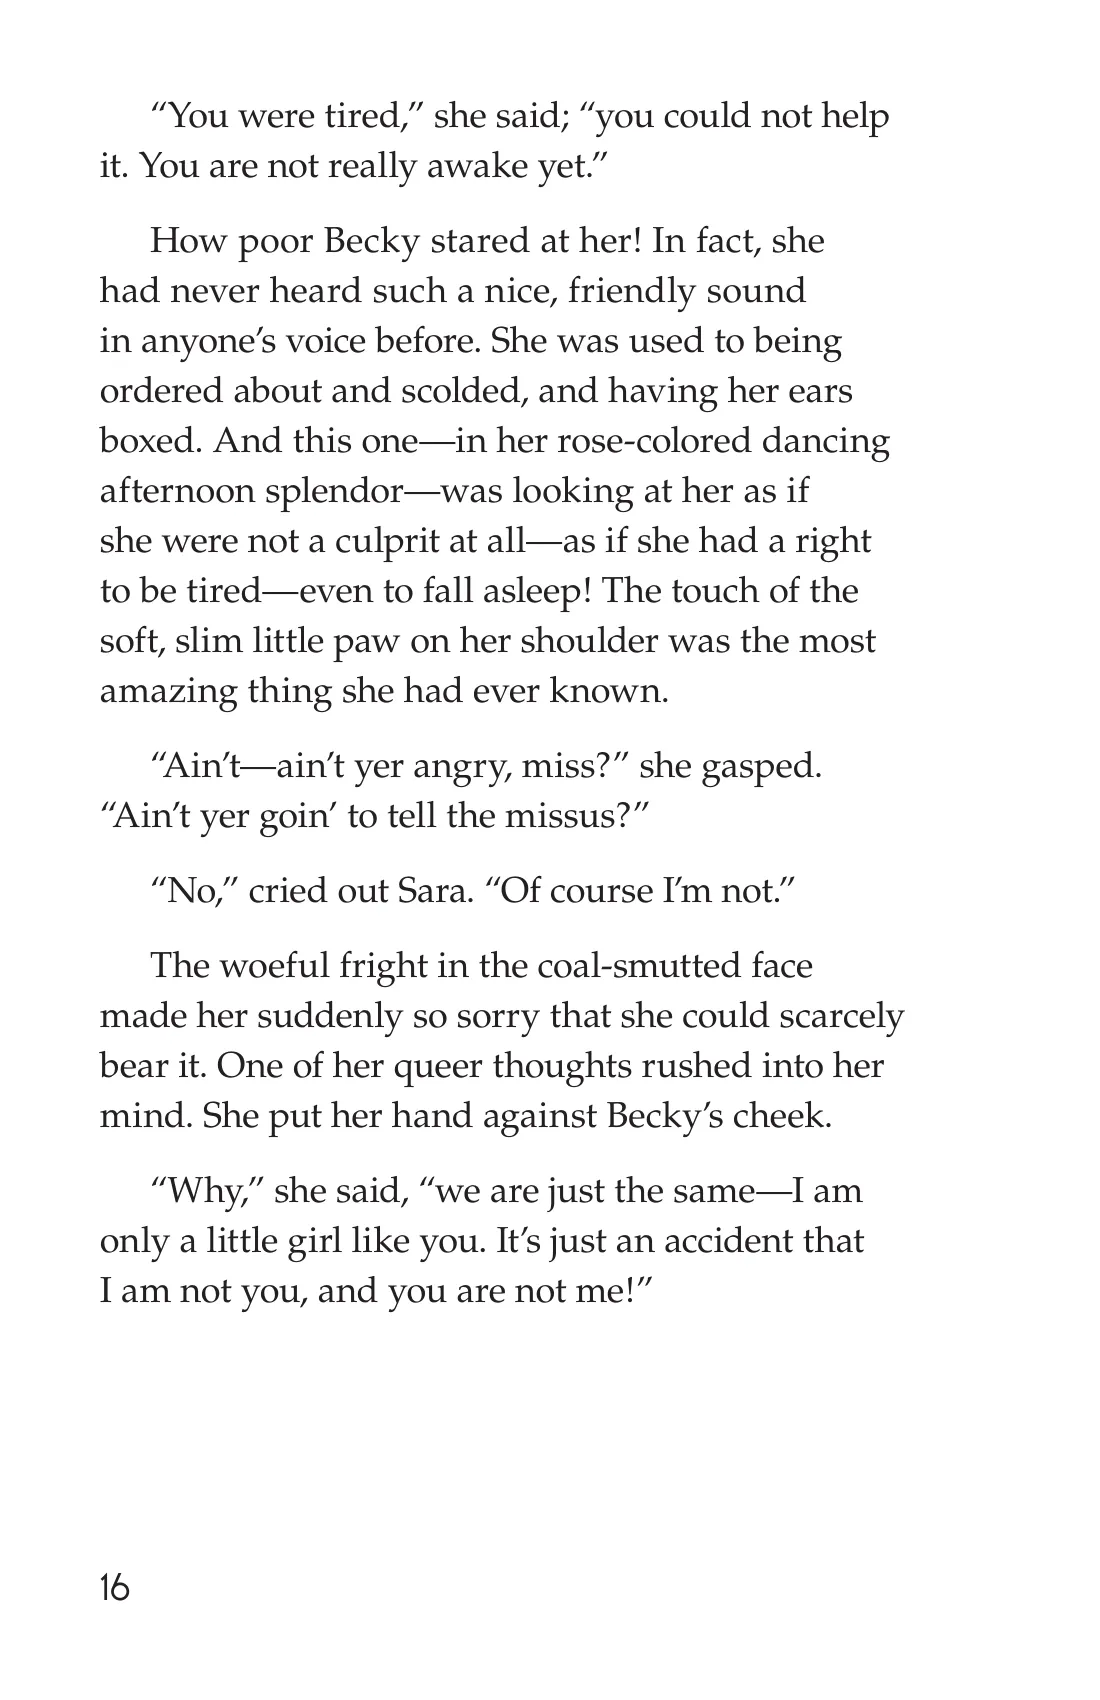 “You were tired,” she said; “you could not help
it. You are not really awake yet.”
How poor Becky stared at her! In fact, she
had never heard such a nice, friendly sound
in anyone’s voice before. She was used to being
ordered about and scolded, and having her ears
boxed. And this one—in her rose-colored dancing
afternoon splendor—was looking at her as if
she were not a culprit at all—as if she had a right
to be tired—even to fall asleep! The touch of the
soft, slim little paw on her shoulder was the most
amazing thing she had ever known.
“Ain’t—ain’t yer angry, miss?” she gasped.
“Ain’t yer goin’ to tell the missus?”
“No,” cried out Sara. “Of course I’m not.”
The woeful fright in the coal-smutted face
made her suddenly so sorry that she could scarcely
bear it. One of her queer thoughts rushed into her
mind. She put her hand against Becky’s cheek.
“Why,” she said, “we are just the same—I am
only a little girl like you. It’s just an accident that
I am not you, and you are not me!”
16